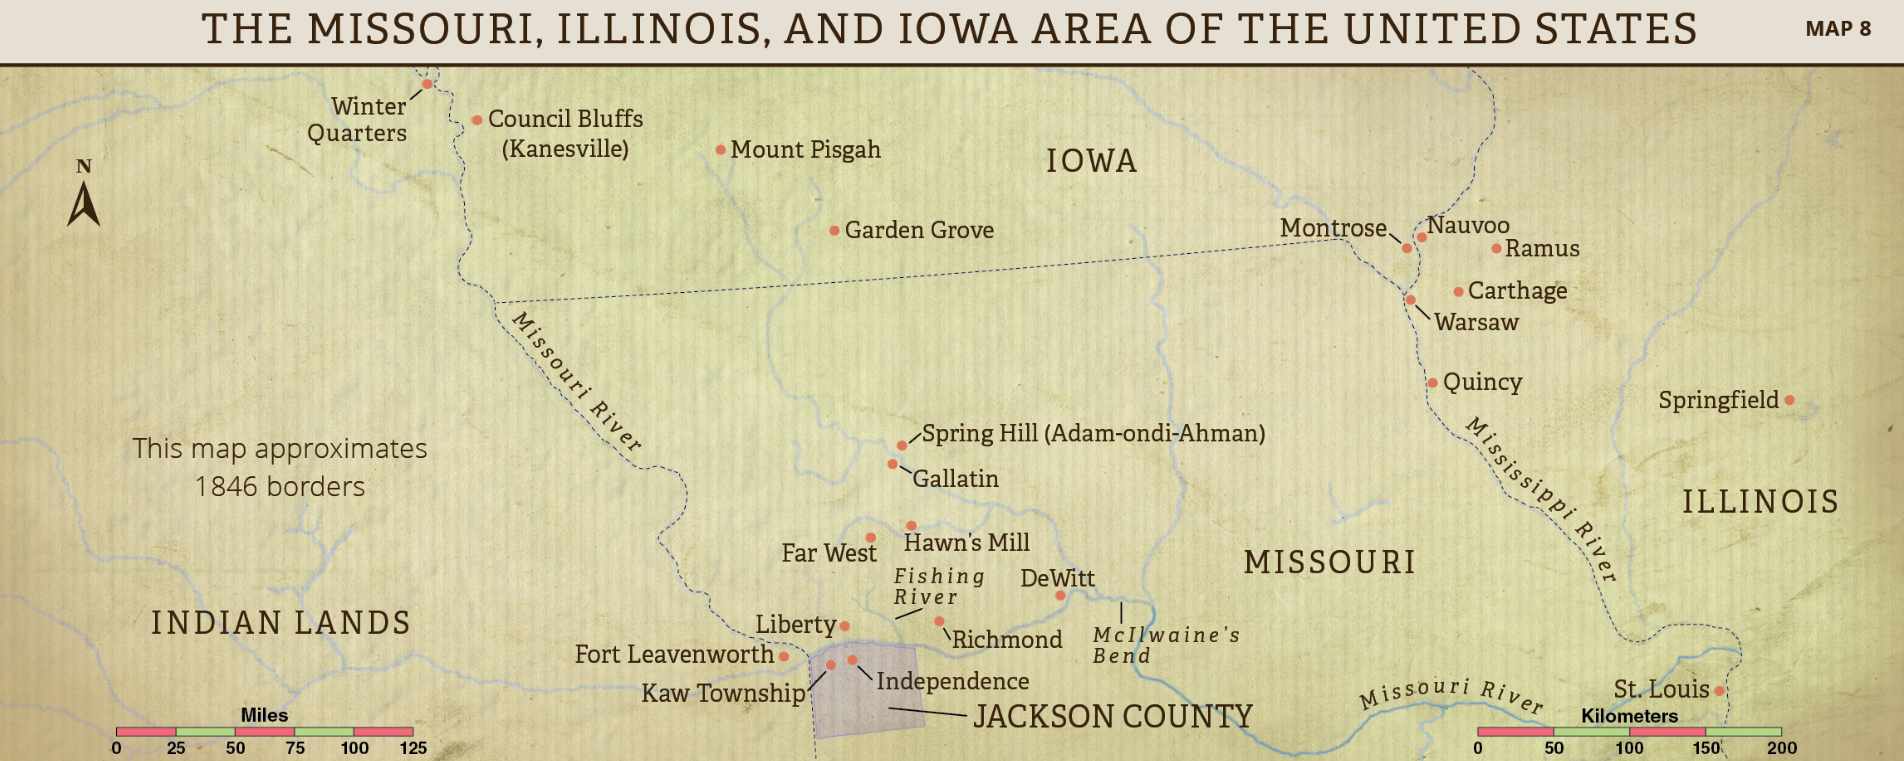 THE MISSOURI, ILLINOIS, AND IOWA AREA OF THE UNITED STATES
MAP 8
Winter
Quarters
Council Bluffs
(Kanesville)
Mount Pisgah
IOWA
N
Garden Grove
Montrose
Nauvoo
Ramus
Carthage
Warsaw
Missouri River
Quincy
Springfield
Mississippi River
This map approximates
1846 borders
Spring Hill (Adam-ondi-Ahman)
Gallatin
ILLINOIS
Far West
Hawn's Mill
MISSOURI
Fishing
River
DeWitt
INDIAN LANDS
Liberty
Richmond
McIlwaine's
Bend
Fort Leavenworth
Kaw Township
Independence
JACKSON COUNTY
Missouri River
St. Louis
Miles
0 25 50 75 100 125
Kilometers
0 50 100 150 200